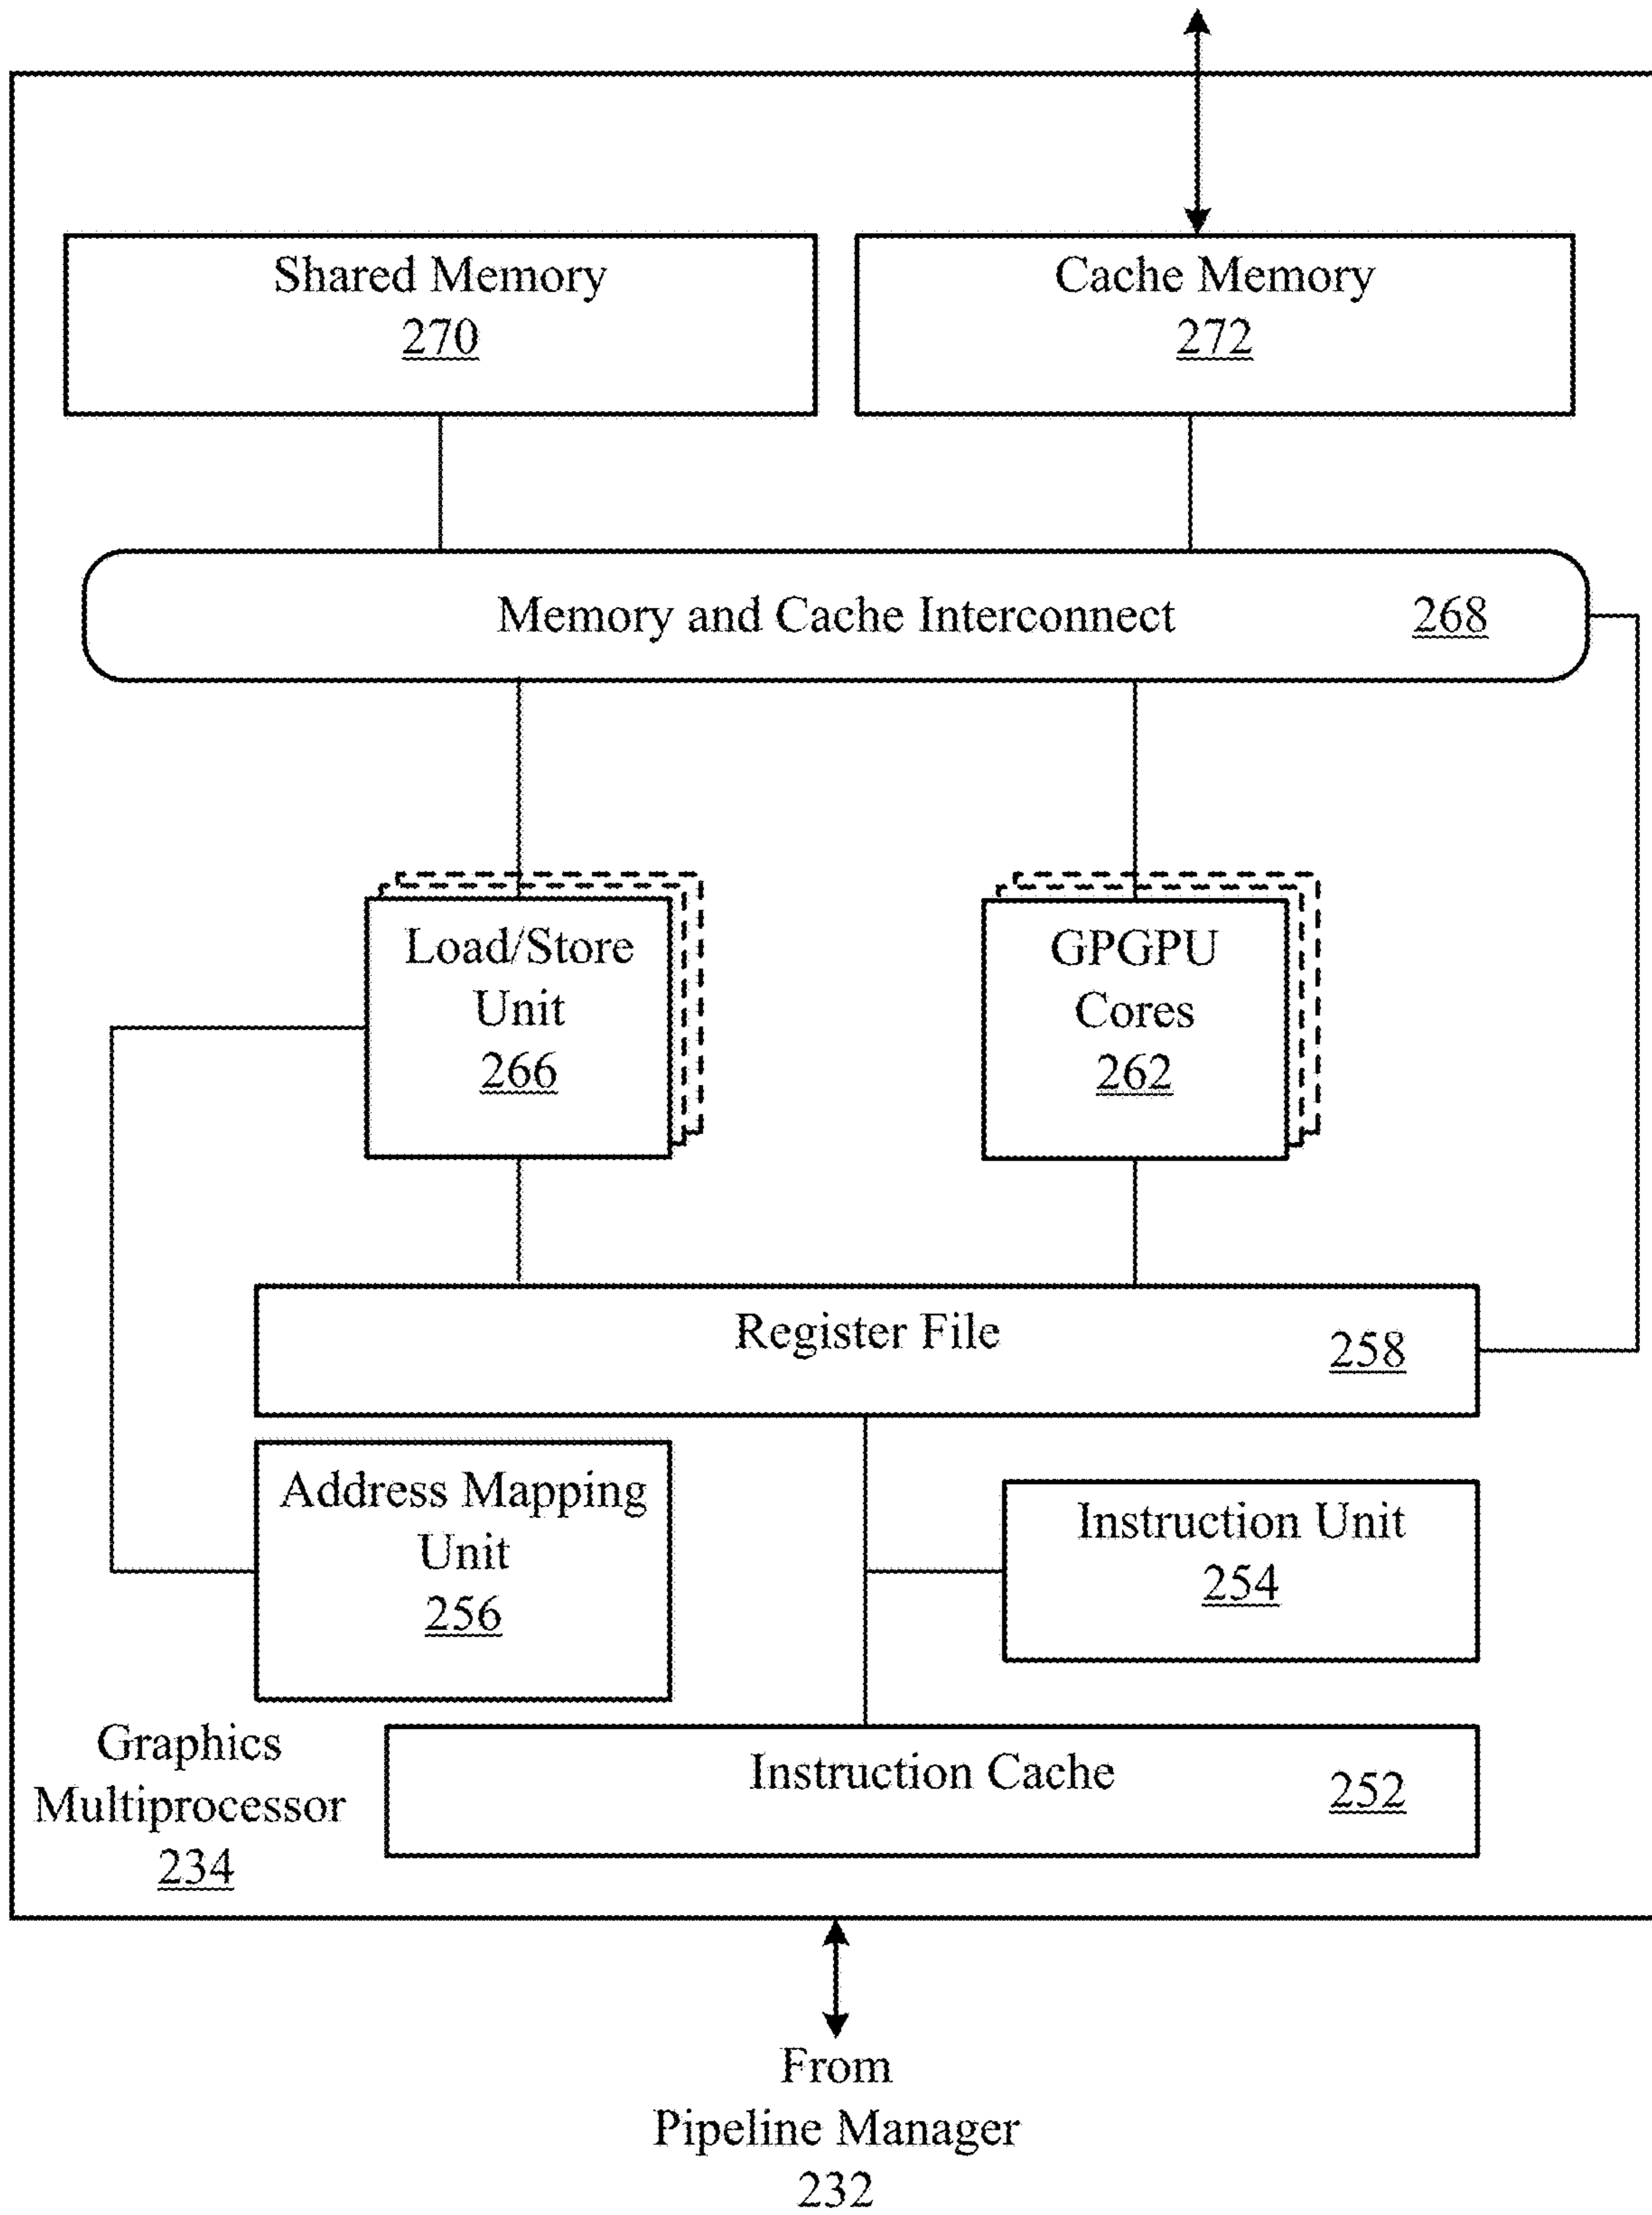 Shared Memory
270
Cache Memory
272
Memory and Cache Interconnect 268
Load/Store
Unit
266
GPGPU
Cores
262
Register File 258
Address Mapping
Unit
256
Instruction Unit
254
Graphics
Multiprocessor
234
Instruction Cache 252
From
Pipeline Manager
232